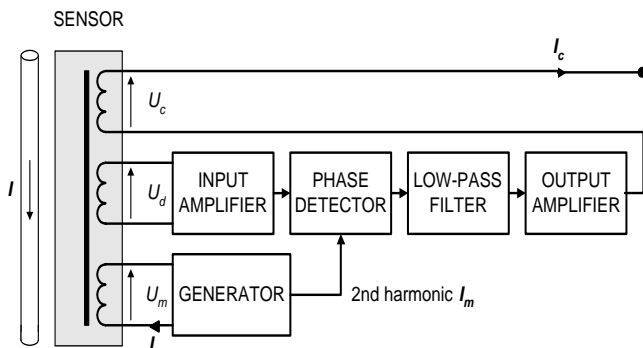 SENSOR
I
U_c
I_c
U_d
INPUT
AMPLIFIER
PHASE
DETECTOR
LOW-PASS
FILTER
OUTPUT
AMPLIFIER
U_m
GENERATOR
2nd harmonic I_m
I